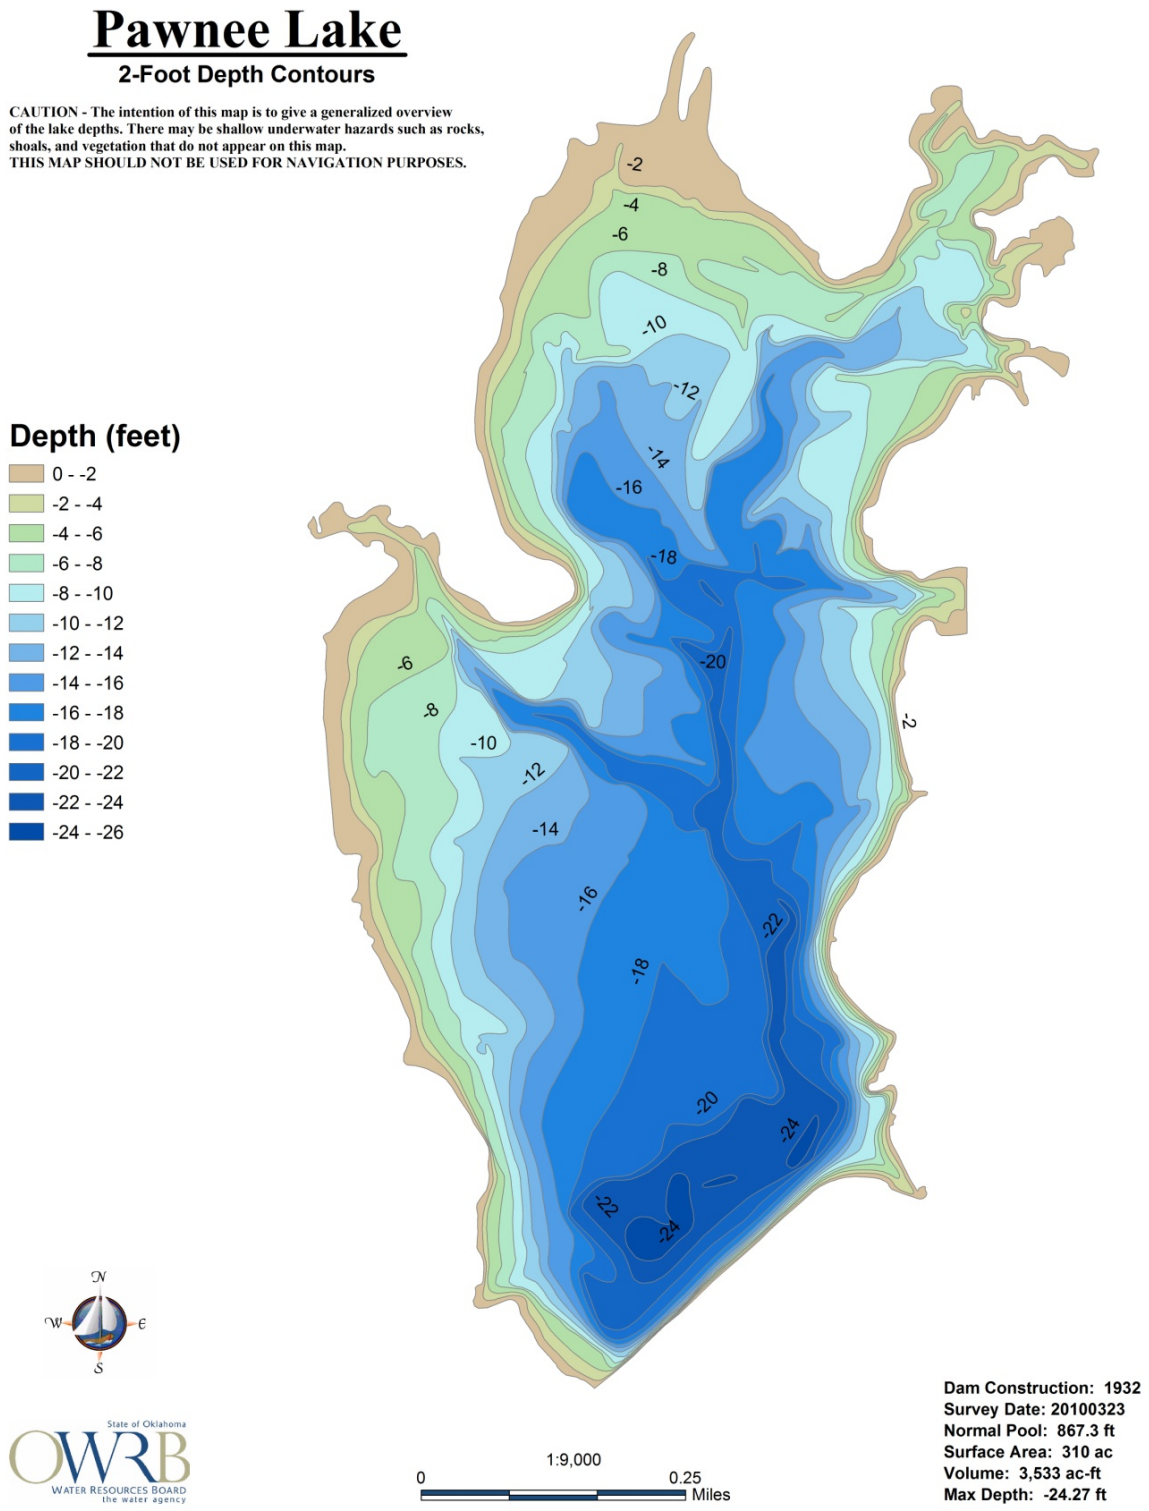 Pawnee Lake
2-Foot Depth Contours
CAUTION - The intention of this map is to give a generalized overview
of the lake depths. There may be shallow underwater hazards such as rocks,
shoals, and vegetation that do not appear on this map.
THIS MAP SHOULD NOT BE USED FOR NAVIGATION PURPOSES.
-2
-4
-6
-8
-10
-12
-14
-16
-18
-20
-2
-6
-8
-10
-12
-14
-16
-18
-22
-20
-24
-22
-24
Depth (feet)
0 - -2
-2 - -4
-4 - -6
-6 - -8
-8 - -10
-10 - -12
-12 - -14
-14 - -16
-16 - -18
-18 - -20
-20 - -22
-22 - -24
-24 - -26
N
W E
S
State of Oklahoma
OWRB
WATER RESOURCES BOARD
the water agency
1:9,000
0 0.25
Miles
Dam Construction: 1932
Survey Date: 20100323
Normal Pool: 867.3 ft
Surface Area: 310 ac
Volume: 3,533 ac-ft
Max Depth: -24.27 ft